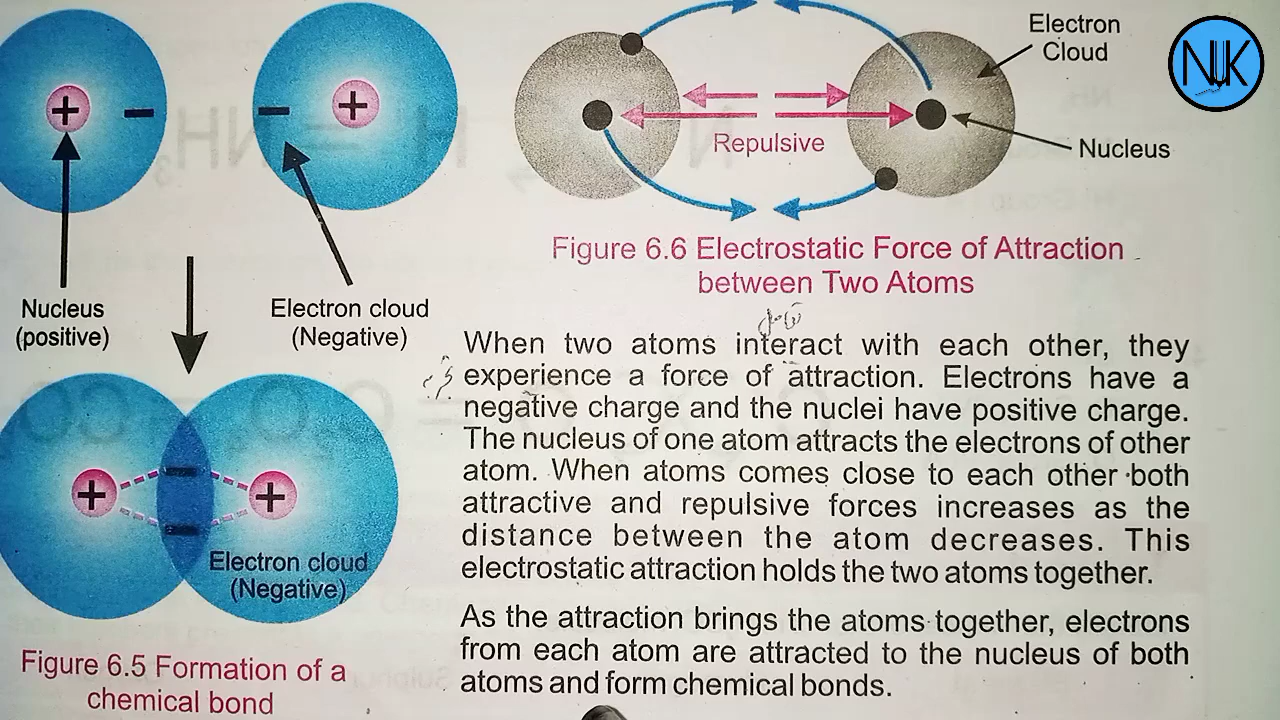 +
−
−
+
Nucleus
(positive)
Electron cloud
(Negative)
+
−
−
+
Electron cloud
(Negative)
Figure 6.5 Formation of a
chemical bond
Electron
Cloud
Repulsive
Nucleus
Figure 6.6 Electrostatic Force of Attraction
between Two Atoms
When two atoms interact with each other, they
experience a force of attraction. Electrons have a
negative charge and the nuclei have positive charge.
The nucleus of one atom attracts the electrons of other
atom. When atoms comes close to each other both
attractive and repulsive forces increases as the
distance between the atom decreases. This
electrostatic attraction holds the two atoms together.
As the attraction brings the atoms together, electrons
from each atom are attracted to the nucleus of both
atoms and form chemical bonds.
NJK